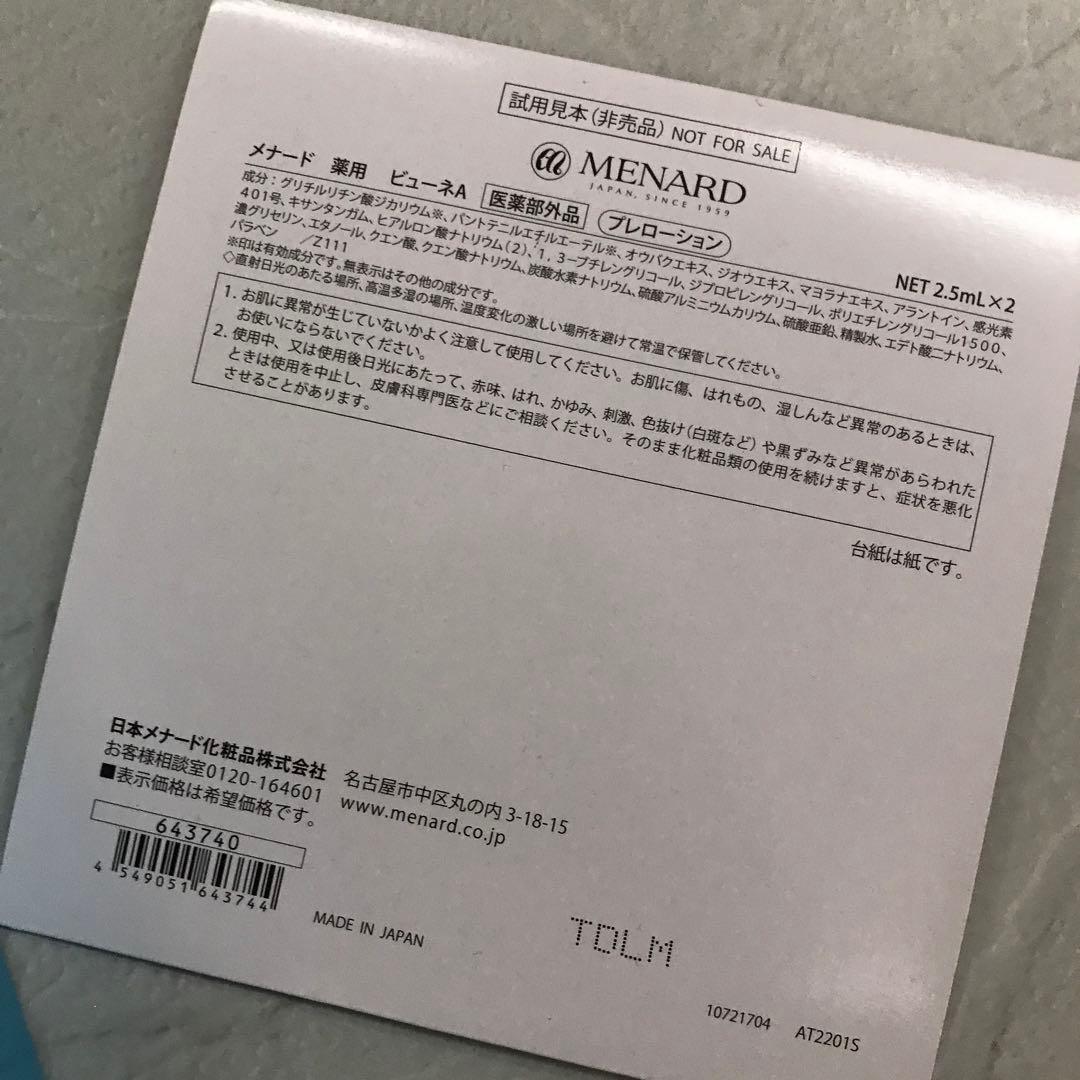 試用見本(非売品) NOT FOR SALE
MENARD
JAPAN, SINCE 1959
メナード 薬用 ビューネA 医薬部外品 プレローション
NET 2.5mL×2
成分：グリチルリチン酸ジカリウム※、パントテニルエチルエーテル※、オウバクエキス、ジオウエキス、マヨラナエキス、アラントイン、感光素
401号、キサンタンガム、ヒアルロン酸ナトリウム(2)、1,3-ブチレングリコール、ジプロピレングリコール、ポリエチレングリコール1500、
濃グリセリン、エタノール、クエン酸、クエン酸ナトリウム、炭酸水素ナトリウム、硫酸アルミニウムカリウム、硫酸亜鉛、精製水、エデト酸二ナトリウム、
パラベン ／Z111
※印は有効成分です。無表示はその他の成分です。
◇直射日光のあたる場所、高温多湿の場所、温度変化の激しい場所を避けて常温で保管してください。
1. お肌に異常が生じていないかよく注意して使用してください。お肌に傷、はれもの、湿しんなど異常のあるときは、
お使いにならないでください。
2. 使用中、又は使用後日光にあたって、赤味、はれ、かゆみ、刺激、色抜け(白斑など)や黒ずみなど異常があらわれた
ときは使用を中止し、皮膚科専門医などにご相談ください。そのまま化粧品類の使用を続けますと、症状を悪化
させることがあります。
台紙は紙です。
日本メナード化粧品株式会社 名古屋市中区丸の内3-18-15
お客様相談室0120-164601 www.menard.co.jp
■表示価格は希望価格です。
643740
4 549051 643744
MADE IN JAPAN
TDLM
10721704 AT2201S